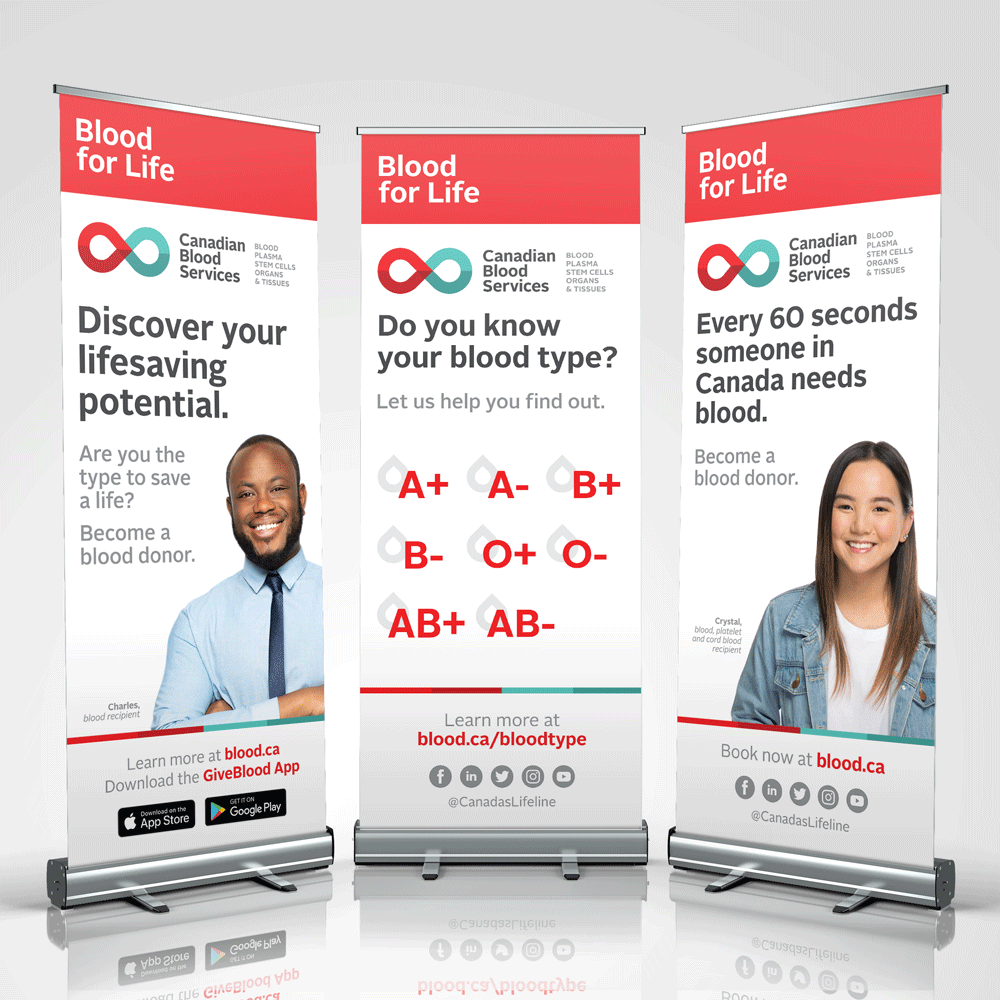 Blood
for Life
Canadian
Blood
Services
BLOOD
PLASMA
STEM CELLS
ORGANS
& TISSUES
Discover your
lifesaving
potential.
Are you the
type to save
a life?
Become a
blood donor.
Charles,
blood recipient
Learn more at blood.ca
Download the GiveBlood App
Download on the
App Store
GET IT ON
Google Play
Blood
for Life
Canadian
Blood
Services
BLOOD
PLASMA
STEM CELLS
ORGANS
& TISSUES
Do you know
your blood type?
Let us help you find out.
A+ A- B+
B- O+ O-
AB+ AB-
Learn more at
blood.ca/bloodtype
@CanadasLifeline
Blood
for Life
Canadian
Blood
Services
BLOOD
PLASMA
STEM CELLS
ORGANS
& TISSUES
Every 60 seconds
someone in
Canada needs
blood.
Become a
blood donor.
Crystal,
blood, platelet
and cord blood
recipient
Book now at blood.ca
@CanadasLifeline